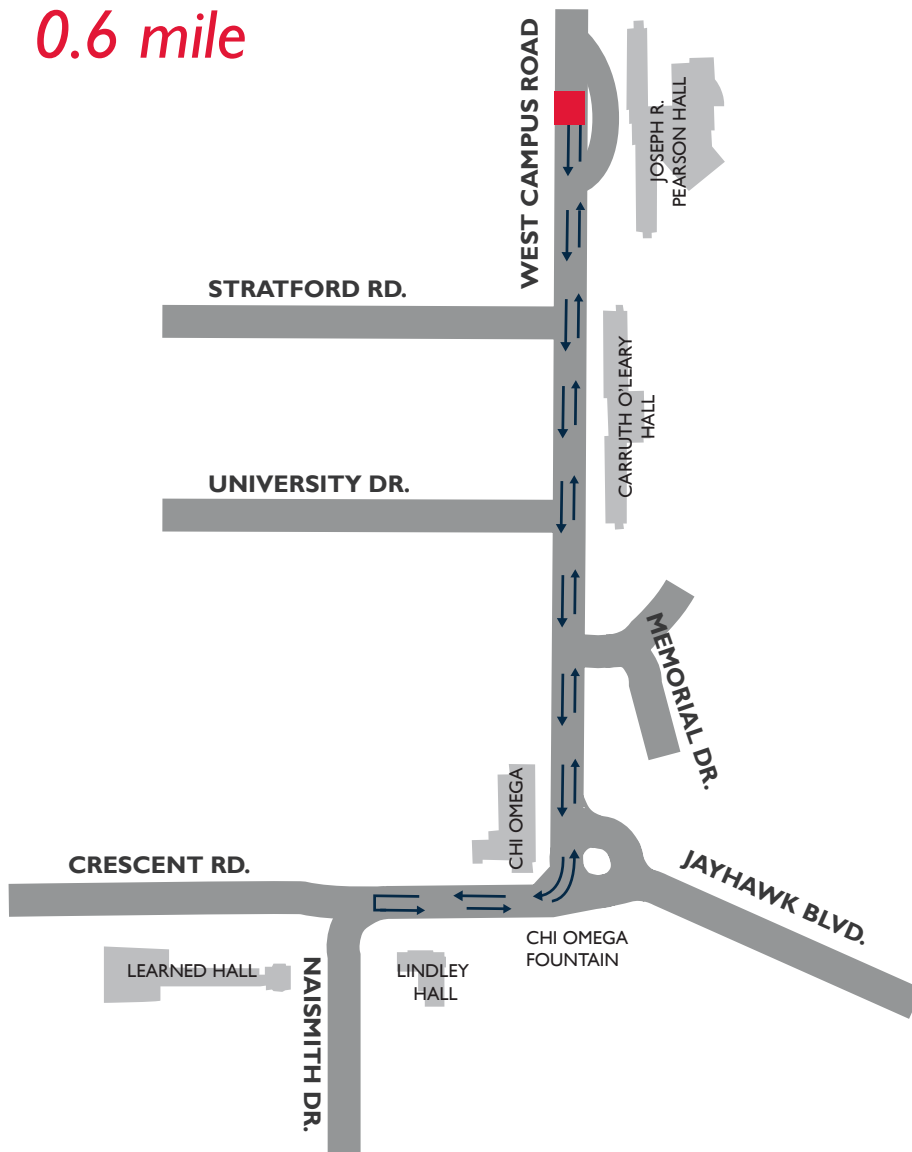 0.6 mile
WEST CAMPUS ROAD
JOSEPH R.
PEARSON HALL
STRATFORD RD.
CARRUTH O'LEARY
HALL
UNIVERSITY DR.
MEMORIAL DR.
CHI OMEGA
CRESCENT RD.
JAYHAWK BLVD.
CHI OMEGA
FOUNTAIN
LEARNED HALL
NAISMITH DR.
LINDLEY
HALL